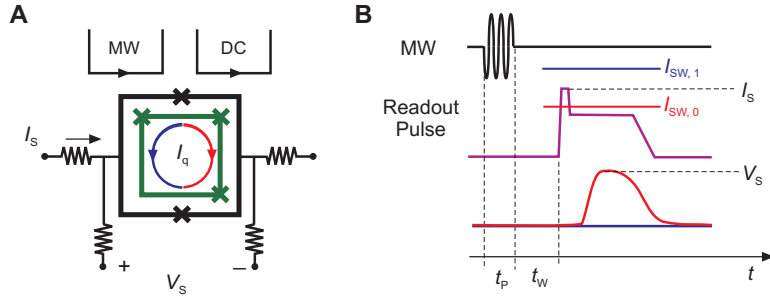 A
MW
DC
I_S
I_q
+
V_S
–
B
MW
I_SW, 1
I_S
Readout
Pulse
I_SW, 0
V_S
t_P
t_W
t